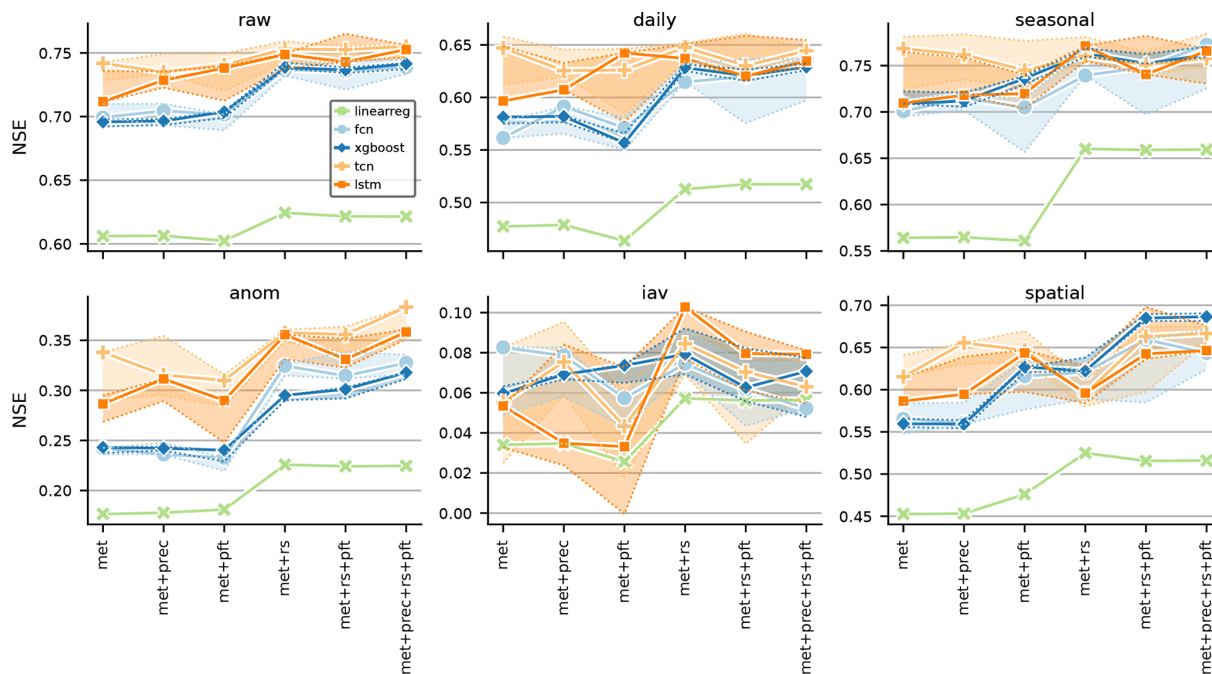 raw
daily
seasonal
NSE
0.75
0.70
0.65
0.60
linearreg
fcn
xgboost
tcn
lstm
0.65
0.60
0.55
0.50
0.75
0.70
0.65
0.60
0.55
anom
iav
spatial
NSE
0.35
0.30
0.25
0.20
0.10
0.08
0.06
0.04
0.02
0.00
0.70
0.65
0.60
0.55
0.50
0.45
met
met+prec
met+pft
met+rs
met+rs+pft
met+prec+rs+pft
met
met+prec
met+pft
met+rs
met+rs+pft
met+prec+rs+pft
met
met+prec
met+pft
met+rs
met+rs+pft
met+prec+rs+pft